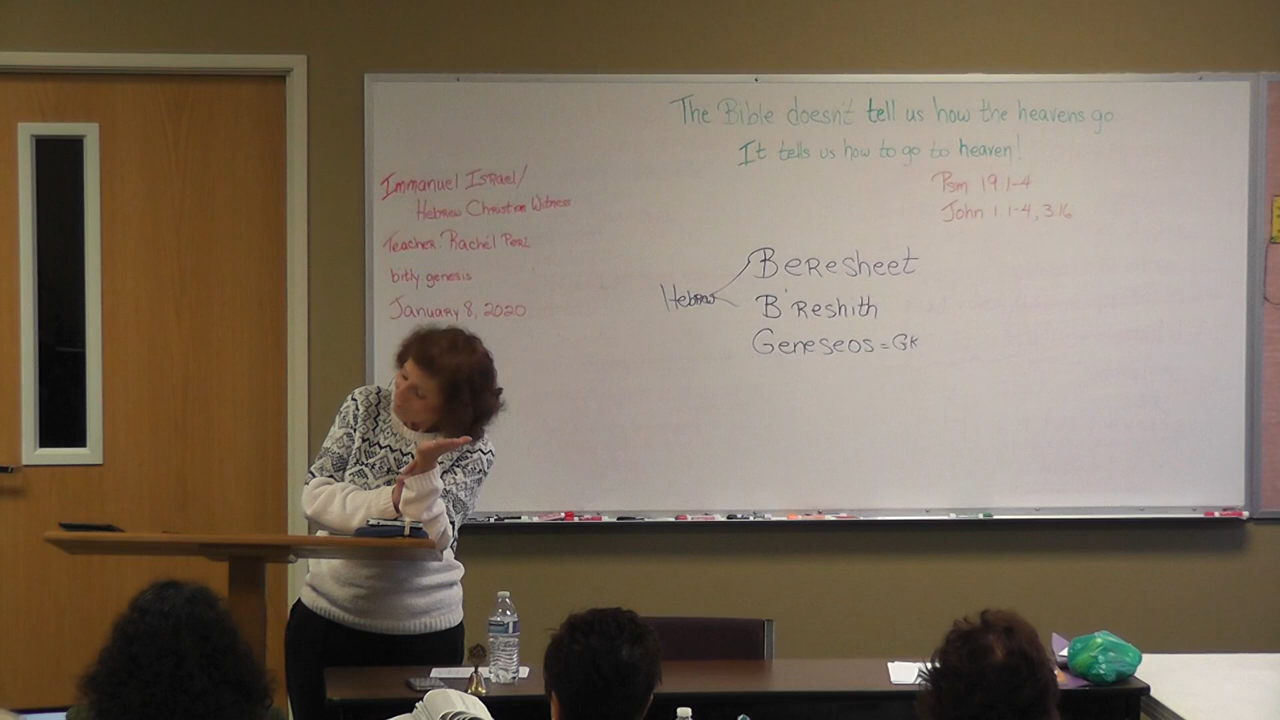 The Bible doesn't tell us how the heavens go
It tells us how to go to heaven!
Psm 19:1-4
John 1:1-4, 3:16
Immanuel Israel/
Hebrew Christian Witness
Teacher: Rachél Perl
bitly genesis
January 8, 2020
Hebrew
Beresheet
B'Reshith
Geneseos = Gk